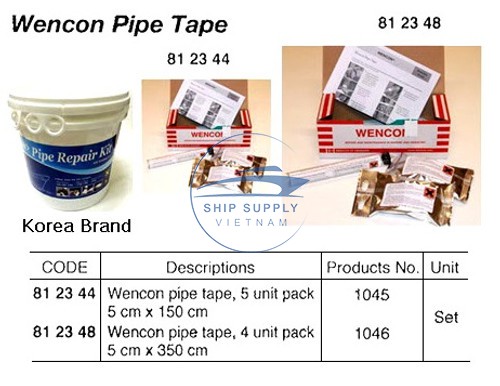 Wencon Pipe Tape
81 23 48
81 23 44
WENCON
WENCON
Pipe Repair Kit
SHIP SUPPLY
VIETNAM
Korea Brand
CODE Descriptions Products No. Unit
81 23 44 Wencon pipe tape, 5 unit pack 1045
5 cm x 150 cm
Set
81 23 48 Wencon pipe tape, 4 unit pack 1046
5 cm x 350 cm